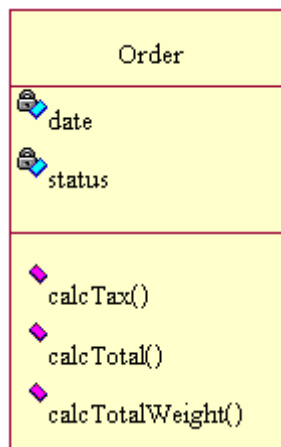 Order
date
status
calcTax()
calcTotal()
calcTotalWeight()